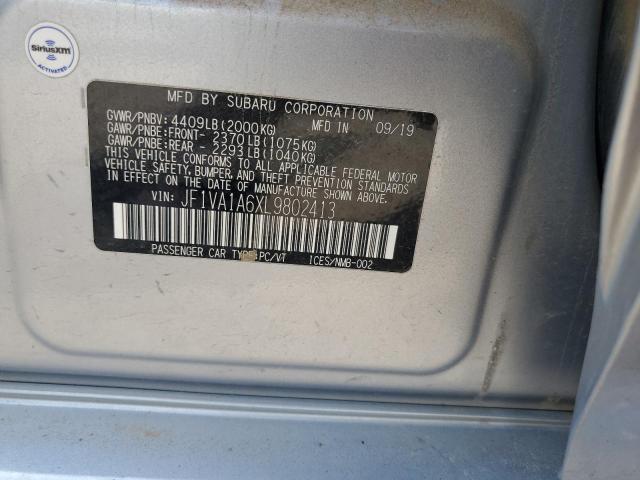 SiriusXM
ACTIVATED
MFD BY SUBARU CORPORATION
GVWR/PNBV: 4409LB(2000KG) MFD IN 09/19
GAWR/PNBE:FRONT- 2370LB(1075KG)
GAWR/PNBE:REAR - 2293LB(1040KG)
THIS VEHICLE CONFORMS TO ALL APPLICABLE FEDERAL MOTOR
VEHICLE SAFETY, BUMPER, AND THEFT PREVENTION STANDARDS
IN EFFECT ON THE DATE OF MANUFACTURE SHOWN ABOVE.
VIN: JF1VA1A6XL9802413
PASSENGER CAR TYPE:PC/VT ICES/NMB-002